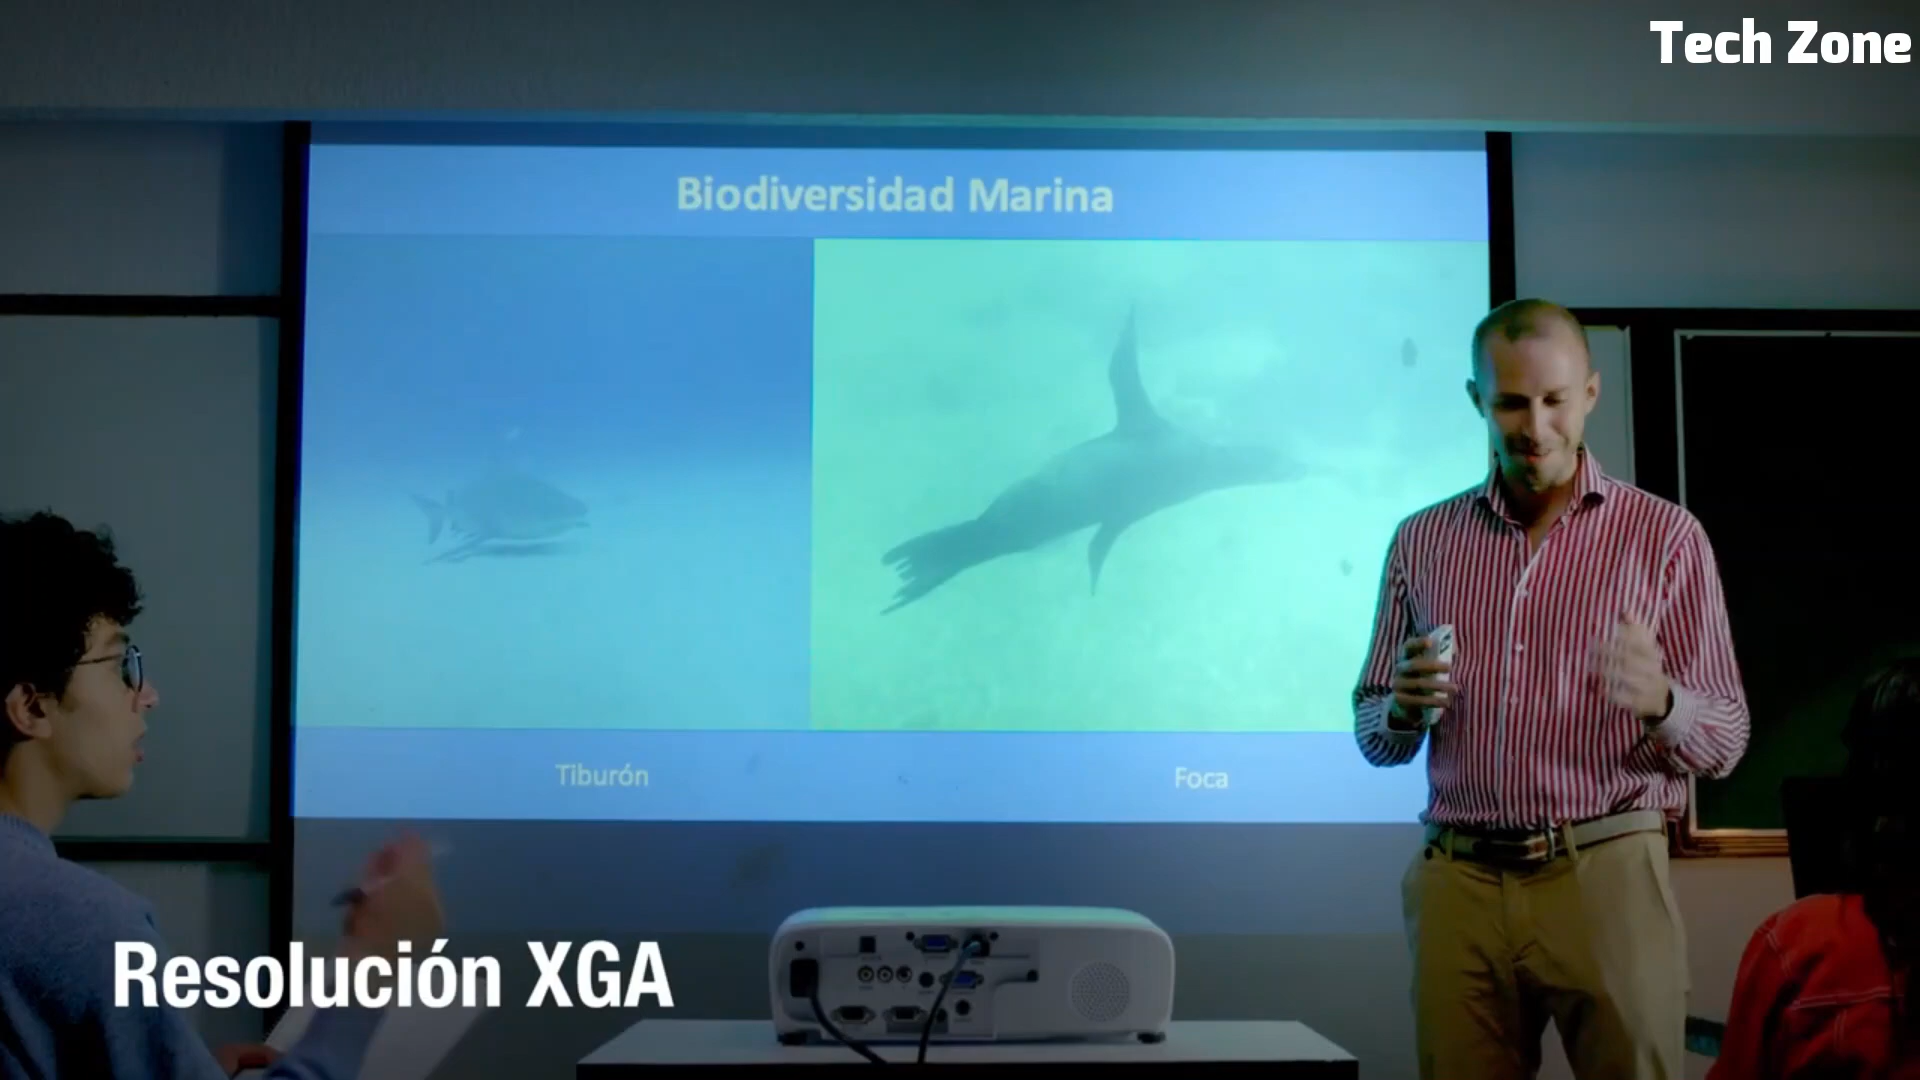 Tech Zone
Biodiversidad Marina
Tiburón
Foca
Resolución XGA